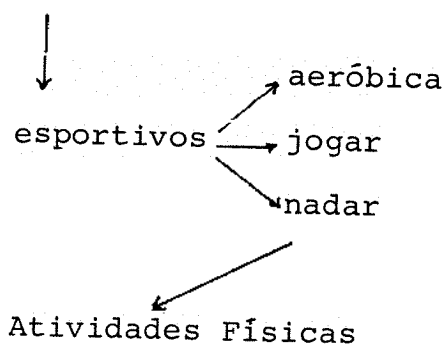 aeróbica
esportivos
jogar
nadar
Atividades Físicas